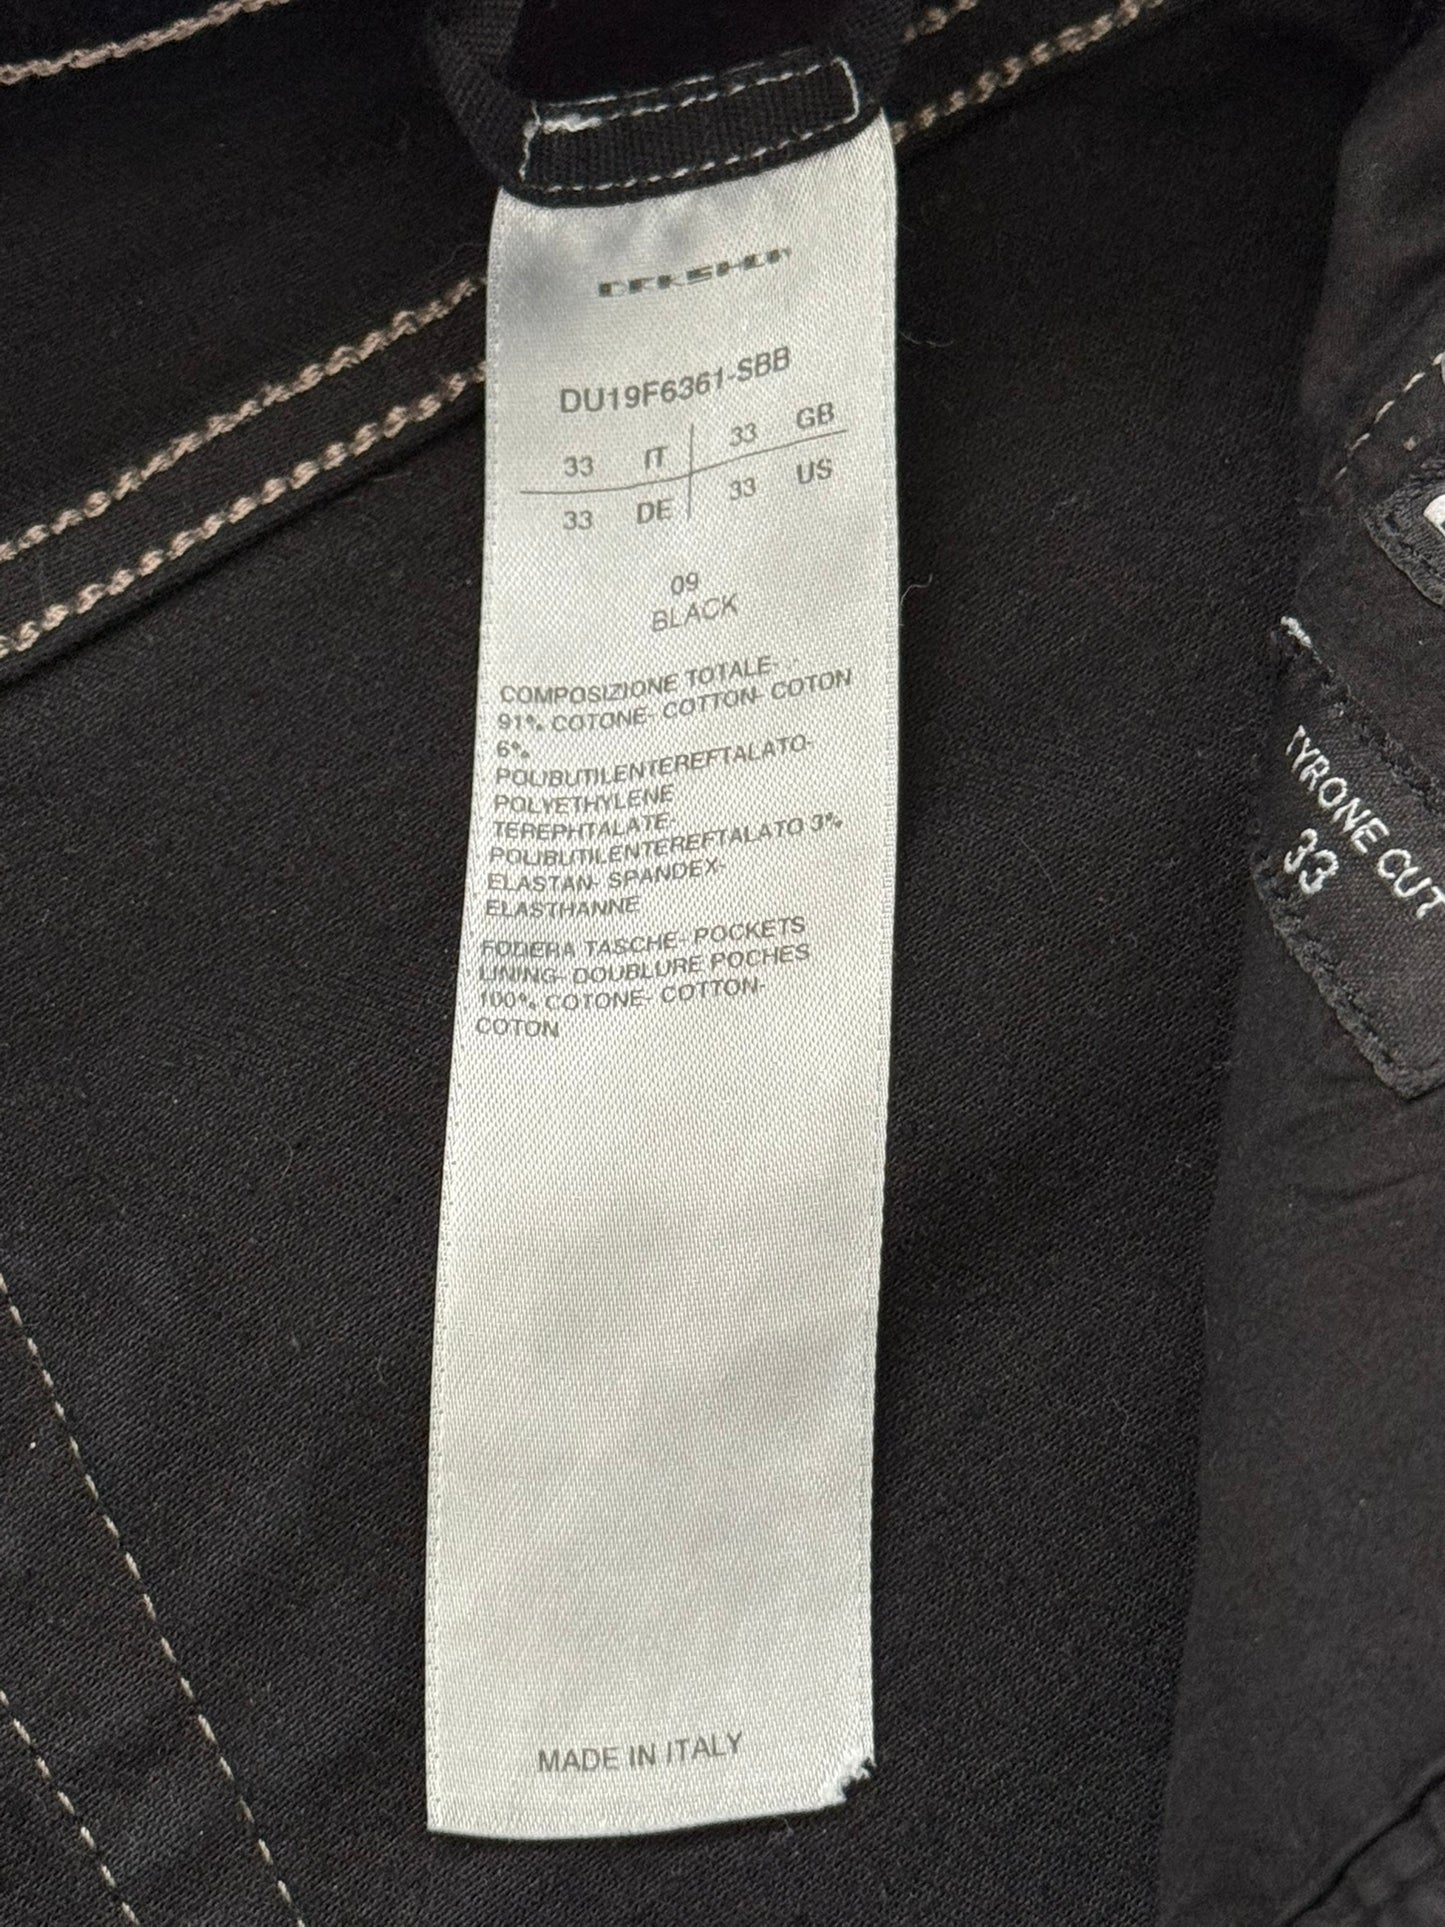 DRKSHDW
DU19F6361-SBB
33 IT 33 GB
33 DE 33 US
09
BLACK
COMPOSIZIONE TOTALE- -
91% COTONE- COTTON- COTON
6%
POLIBUTILENTEREFTALATO-
POLYETHYLENE
TEREPHTALATE-
POLIBUTILENTEREFTALATO 3%
ELASTAN- SPANDEX-
ELASTHANNE
FODERA TASCHE- POCKETS
LINING- DOUBLURE POCHES
100% COTONE- COTTON-
COTON
MADE IN ITALY
TYRONE CUT
33